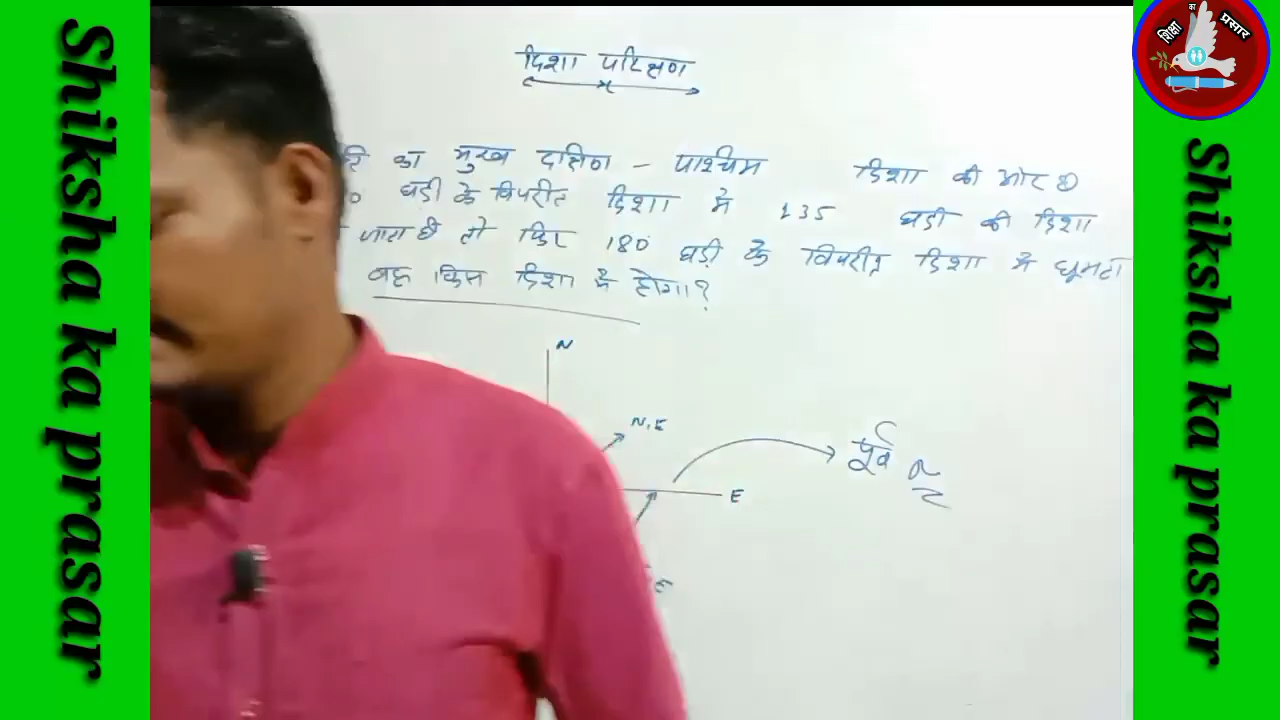 Shiksha ka prasar
शिक्षा का प्रसार
दिशा परिक्षण
का मुख दक्षिण - पश्चिम दिशा की ओर है
घड़ी के विपरीत दिशा में 135 घड़ी की दिशा
जाता है तो फिर 180 घड़ी के विपरीत दिशा में घूमता
वह किस दिशा में होगा?
N
N.E
E
पूर्व
E
Shiksha ka prasar